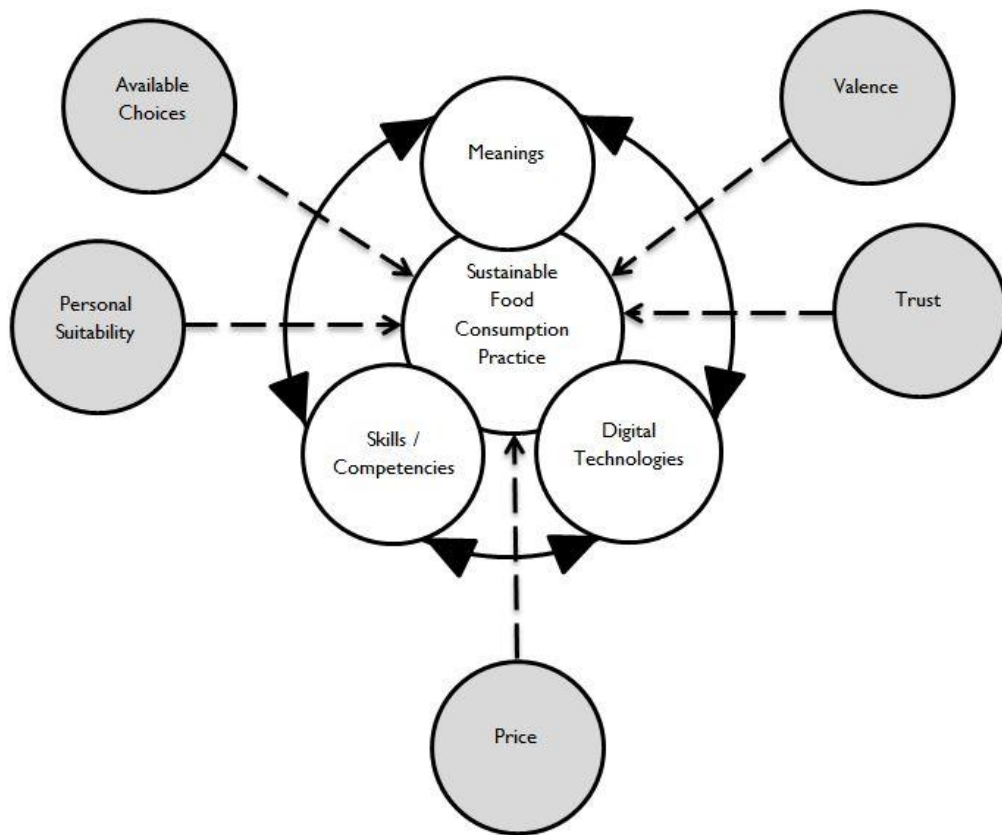 Available
Choices
Valence
Meanings
Personal
Suitability
Sustainable
Food
Consumption
Practice
Trust
Skills /
Competencies
Digital
Technologies
Price